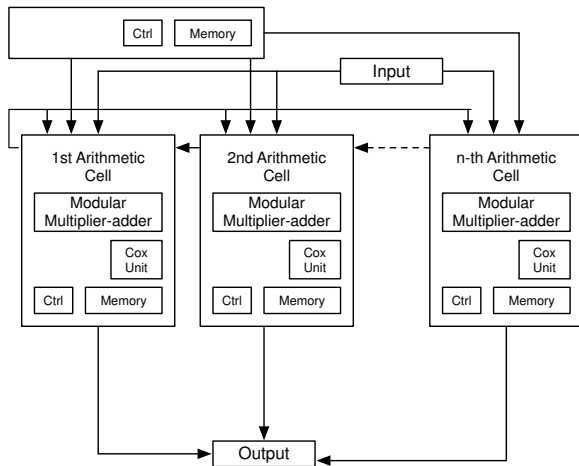 Ctrl
Memory
Input
1st Arithmetic
Cell
Modular
Multiplier-adder
Cox
Unit
Ctrl
Memory
2nd Arithmetic
Cell
Modular
Multiplier-adder
Cox
Unit
Ctrl
Memory
n-th Arithmetic
Cell
Modular
Multiplier-adder
Cox
Unit
Ctrl
Memory
Output